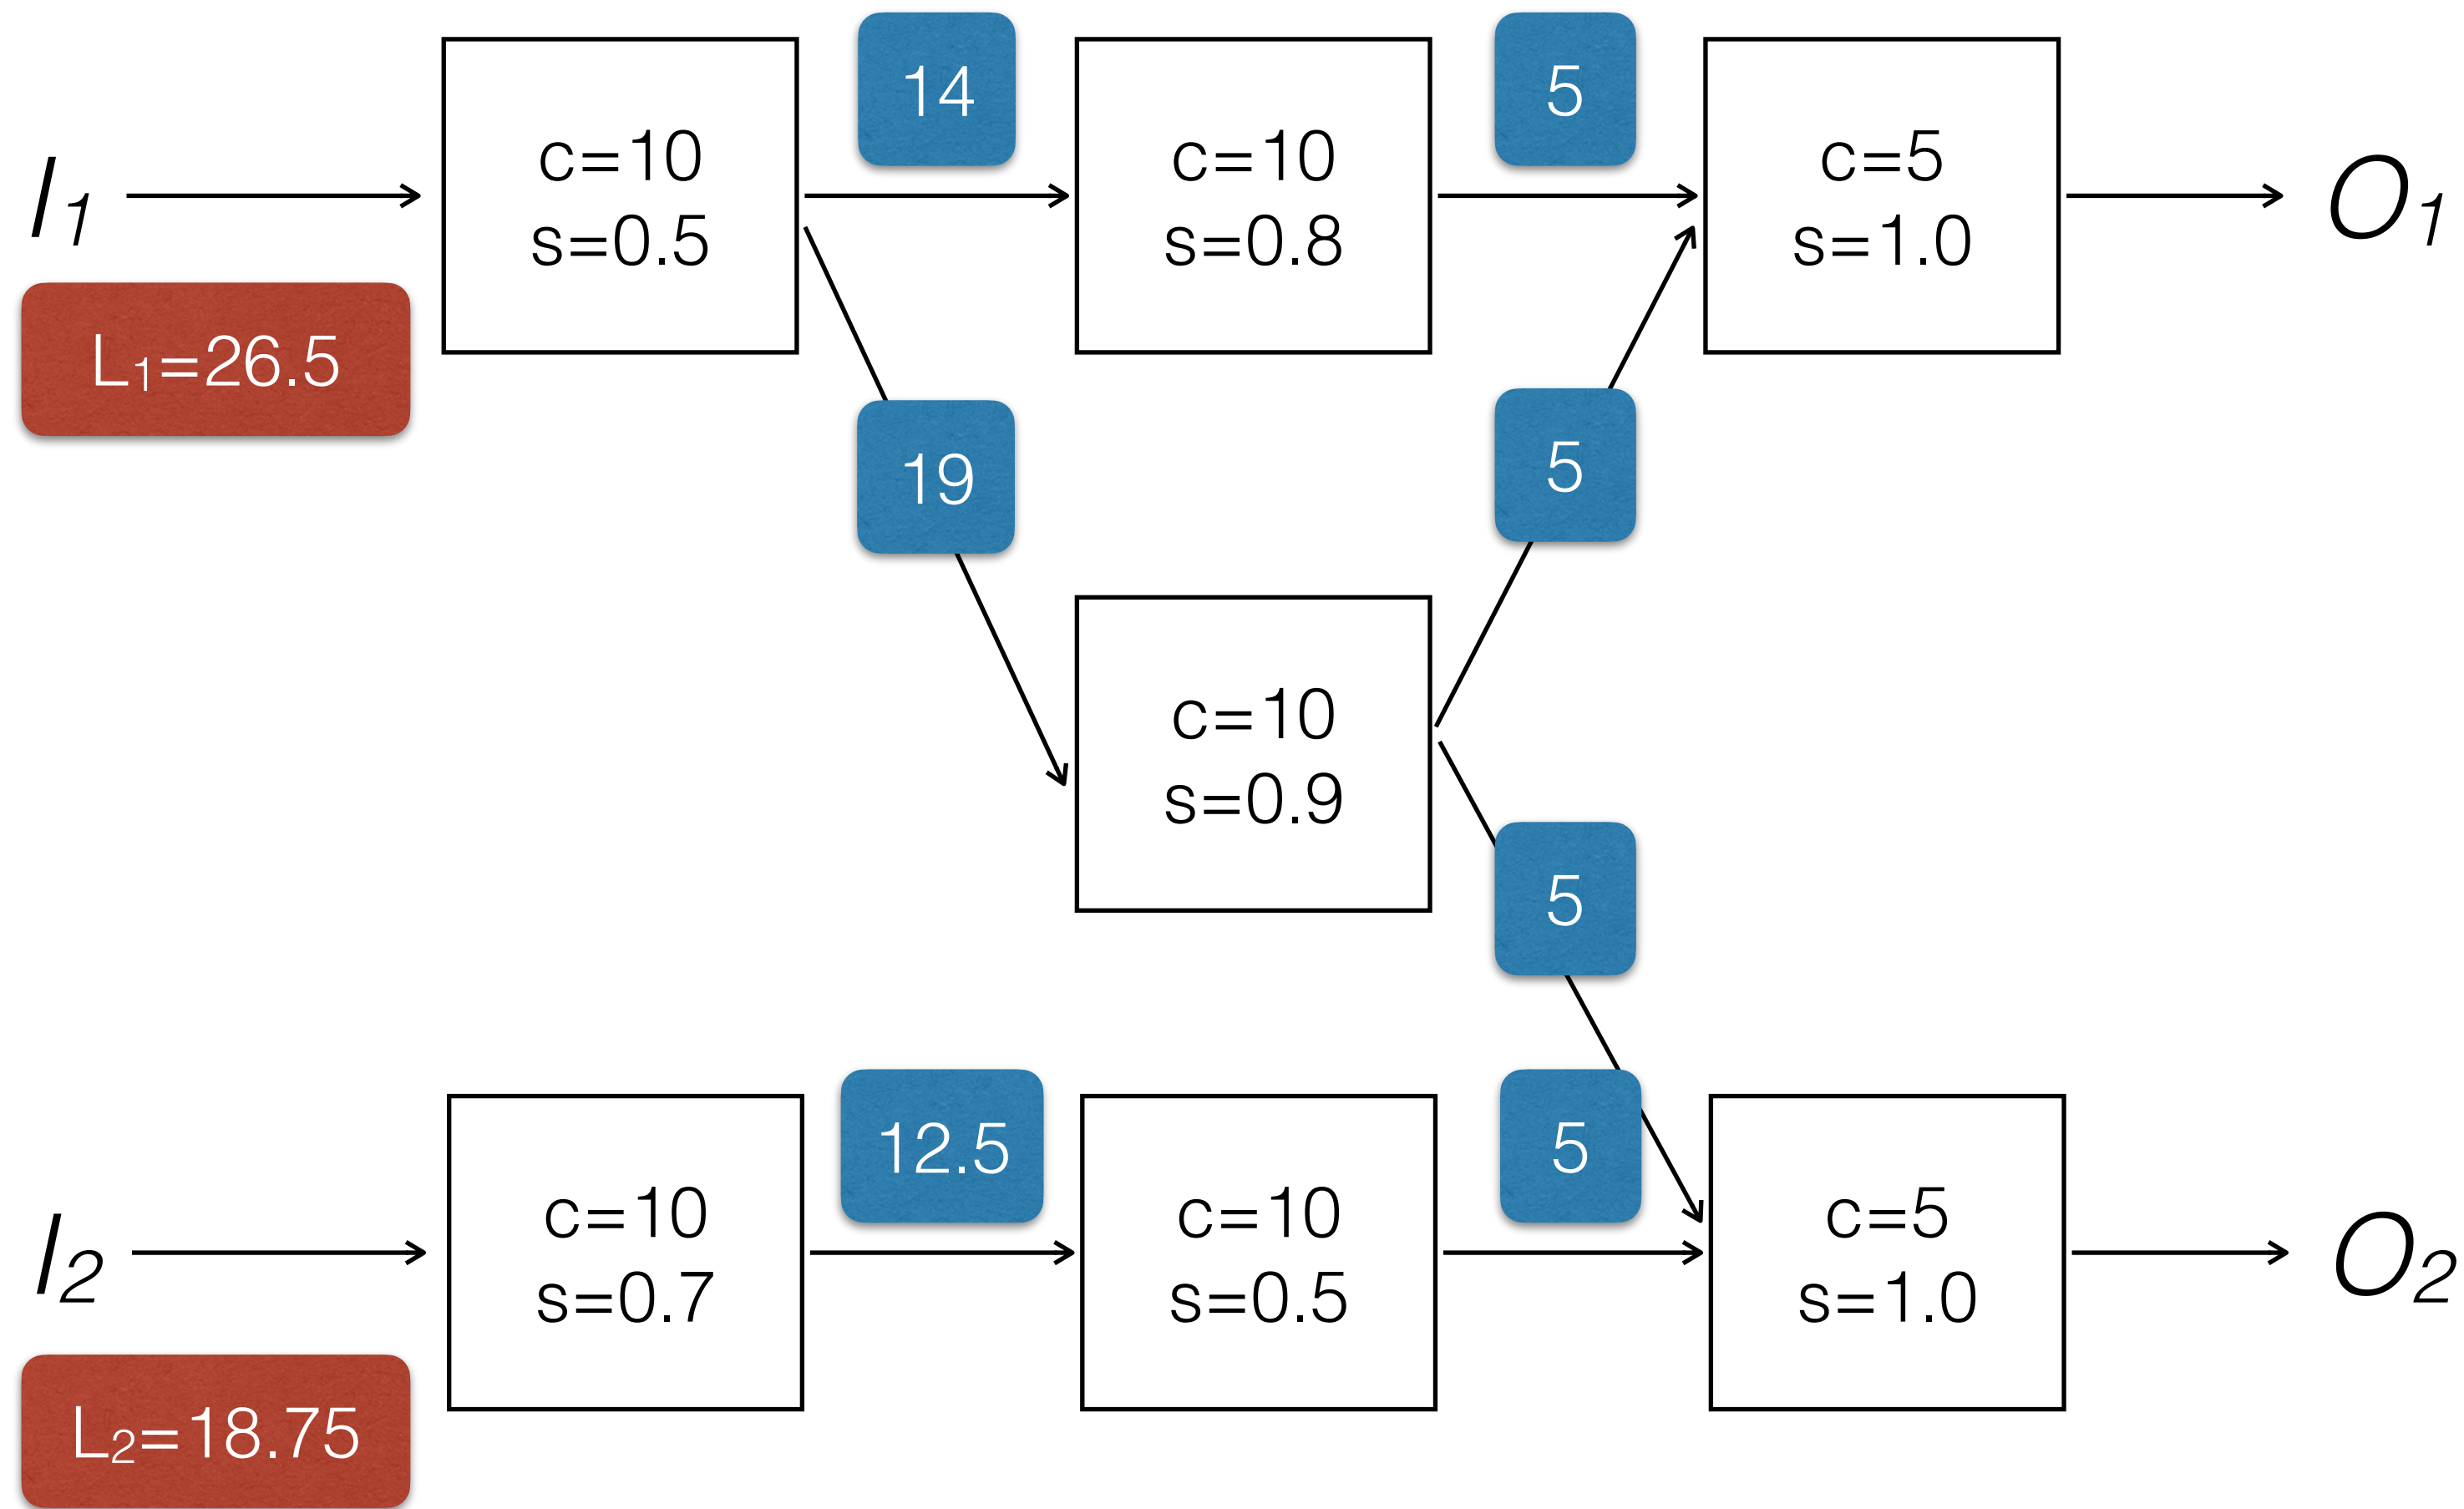 14
5
c=10
s=0.5
c=10
s=0.8
c=5
s=1.0
I₁
O₁
L₁=26.5
19
5
c=10
s=0.9
5
12.5
5
c=10
s=0.7
c=10
s=0.5
c=5
s=1.0
I₂
O₂
L₂=18.75